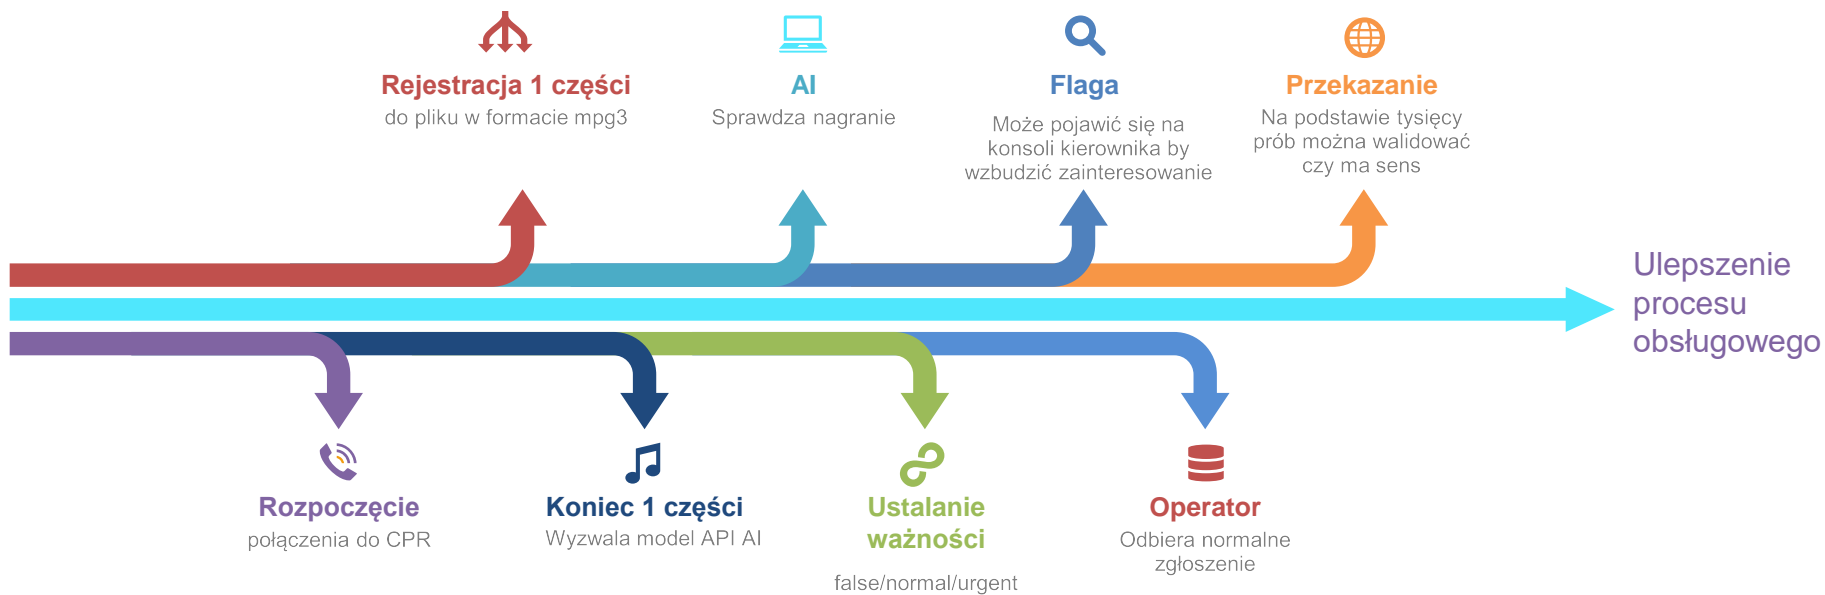 Rejestracja 1 części
do pliku w formacie mpg3
AI
Sprawdza nagranie
Flaga
Może pojawić się na
konsoli kierownika by
wzbudzić zainteresowanie
Przekazanie
Na podstawie tysięcy
prób można walidować
czy ma sens
Ulepszenie
procesu
obsługowego
Rozpoczęcie
połączenia do CPR
Koniec 1 części
Wyzwala model API AI
Ustalanie
ważności
false/normal/urgent
Operator
Odbiera normalne
zgłoszenie